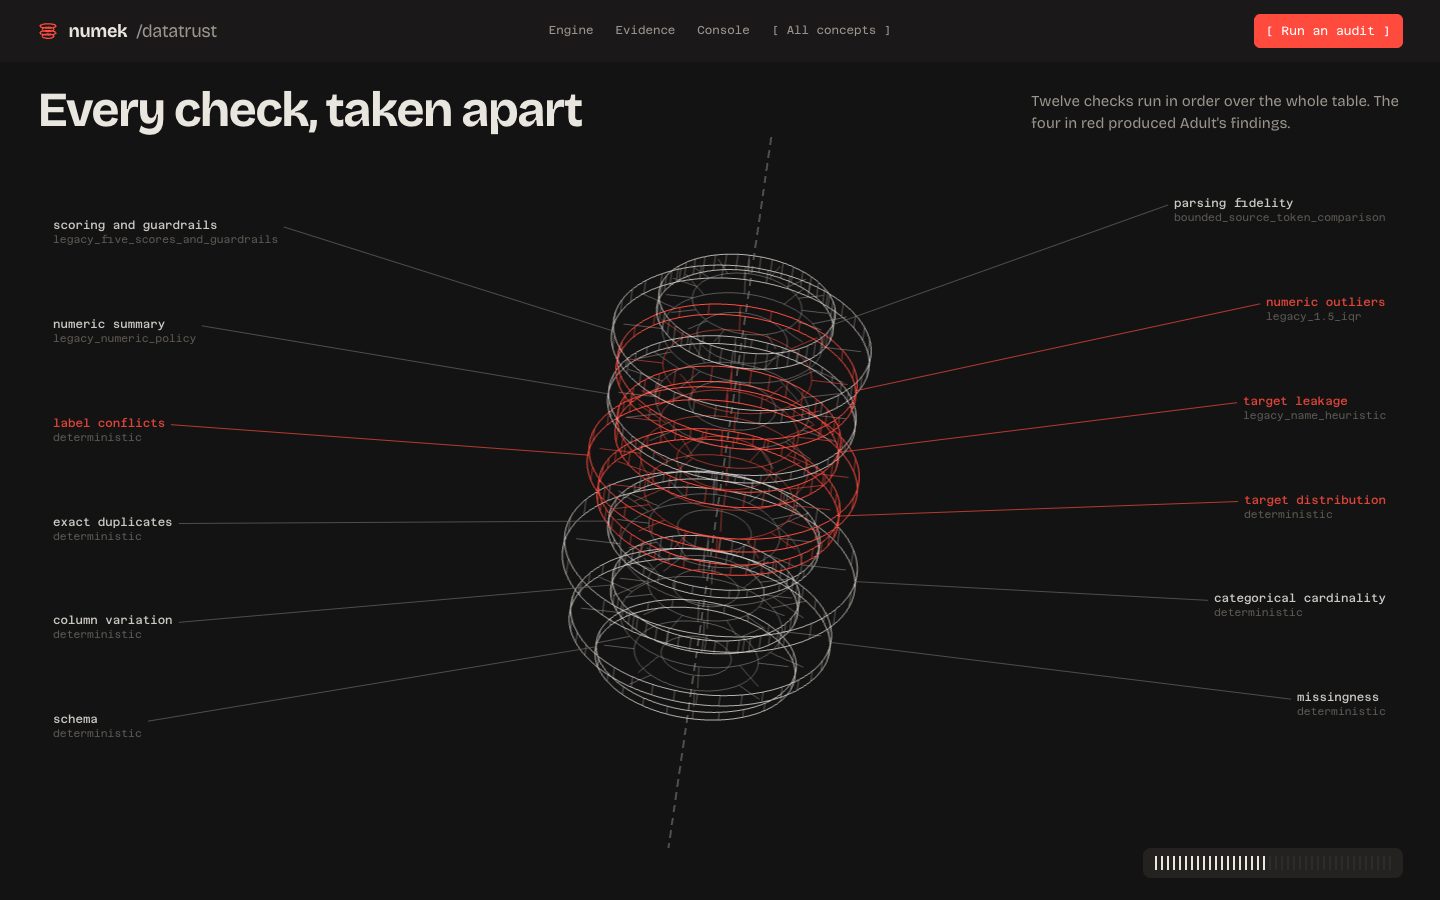 numek /datatrust
Engine Evidence Console [ All concepts ]
[ Run an audit ]
Every check, taken apart
Twelve checks run in order over the whole table. The
four in red produced Adult's findings.
scoring and guardrails
legacy_five_scores_and_guardrails
numeric summary
legacy_numeric_policy
label conflicts
deterministic
exact duplicates
deterministic
column variation
deterministic
schema
deterministic
parsing fidelity
bounded_source_token_comparison
numeric outliers
legacy_1.5_iqr
target leakage
legacy_name_heuristic
target distribution
deterministic
categorical cardinality
deterministic
missingness
deterministic